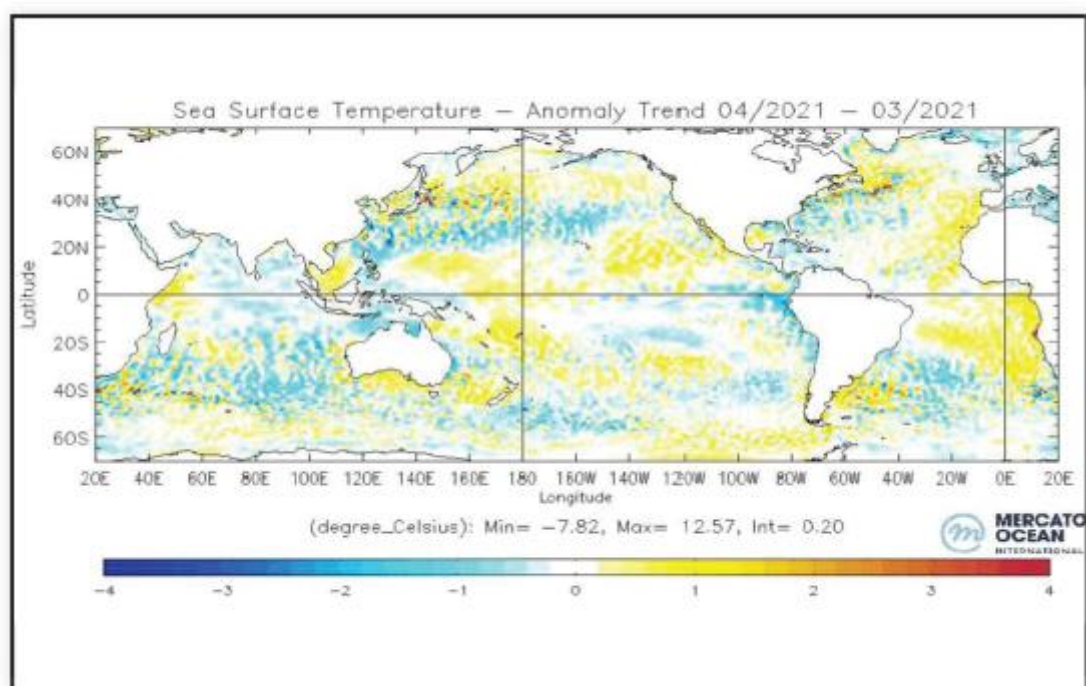 Sea Surface Temperature – Anomaly Trend 04/2021 – 03/2021
60N
40N
20N
0
20S
40S
60S
Latitude
20E 40E 60E 80E 100E 120E 140E 160E 180 160W 140W 120W 100W 80W 60W 40W 20W 0E 20E
Longitude
(degree_Celsius): Min= −7.82, Max= 12.57, Int= 0.20
m
MERCATO
OCEAN
INTERNATIONAL
−4 −3 −2 −1 0 1 2 3 4